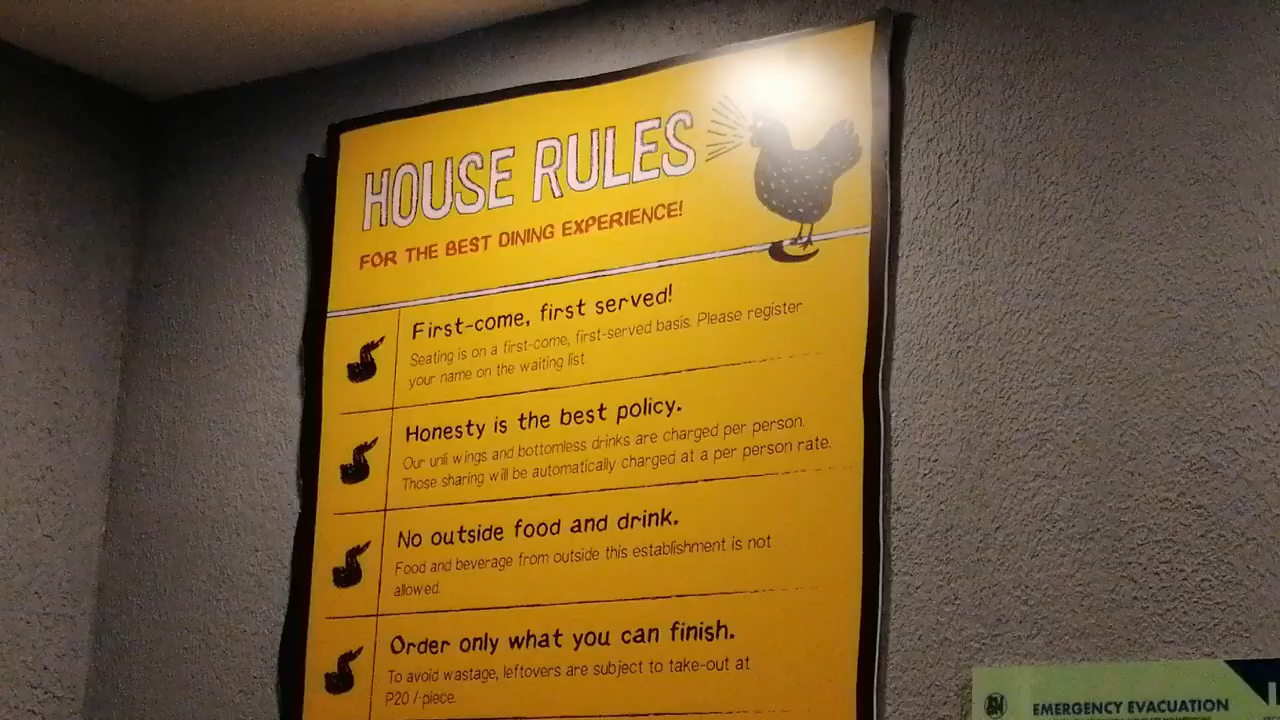 HOUSE RULES
FOR THE BEST DINING EXPERIENCE!
First-come, first served!
Seating is on a first-come, first-served basis. Please register
your name on the waiting list.
Honesty is the best policy.
Our unli wings and bottomless drinks are charged per person.
Those sharing will be automatically charged at a per person rate.
No outside food and drink.
Food and beverage from outside this establishment is not
allowed.
Order only what you can finish.
To avoid wastage, leftovers are subject to take-out at
P20 / piece.
SM
EMERGENCY EVACUATION